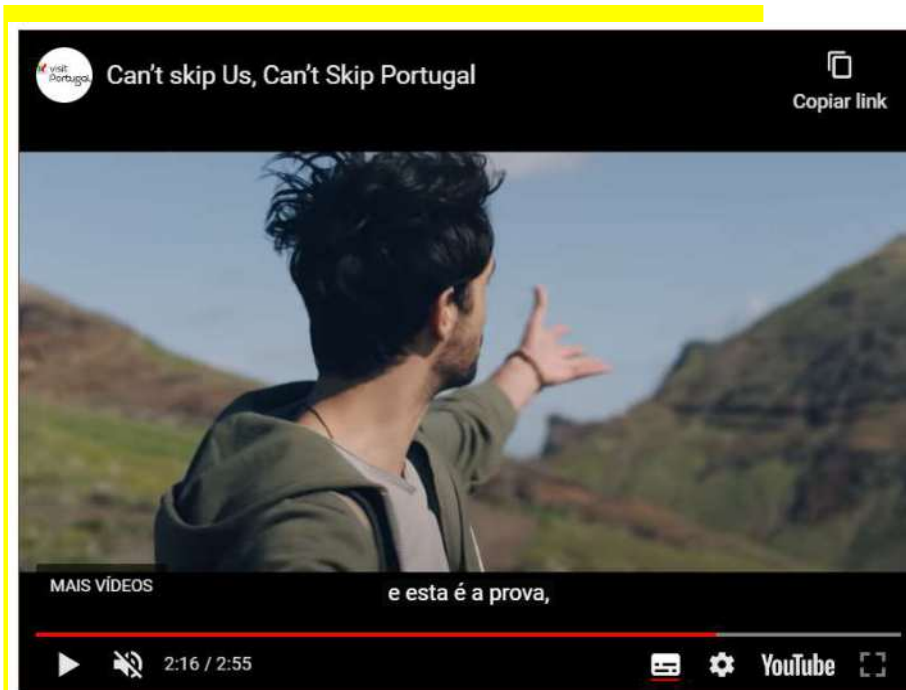 visit
Portugal
Can't skip Us, Can't Skip Portugal
Copiar link
MAIS VÍDEOS
e esta é a prova,
2:16 / 2:55
YouTube